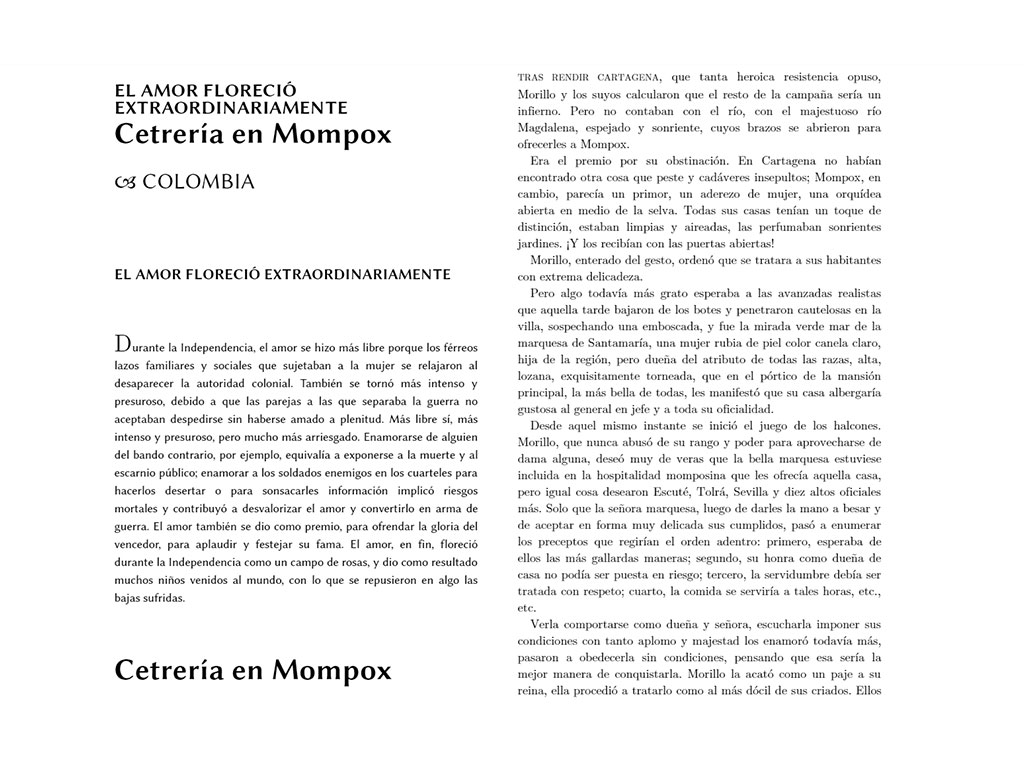 EL AMOR FLORECIÓ
EXTRAORDINARIAMENTE
Cetrería en Mompox
COLOMBIA
EL AMOR FLORECIÓ EXTRAORDINARIAMENTE
Durante la Independencia, el amor se hizo más libre porque los férreos
lazos familiares y sociales que sujetaban a la mujer se relajaron al
desaparecer la autoridad colonial. También se tornó más intenso y
presuroso, debido a que las parejas a las que separaba la guerra no
aceptaban despedirse sin haberse amado a plenitud. Más libre sí, más
intenso y presuroso, pero mucho más arriesgado. Enamorarse de alguien
del bando contrario, por ejemplo, equivalía a exponerse a la muerte y al
escarnio público; enamorar a los soldados enemigos en los cuarteles para
hacerlos desertar o para sonsacarles información implicó riesgos
mortales y contribuyó a desvalorizar el amor y convertirlo en arma de
guerra. El amor también se dio como premio, para ofrendar la gloria del
vencedor, para aplaudir y festejar su fama. El amor, en fin, floreció
durante la Independencia como un campo de rosas, y dio como resultado
muchos niños venidos al mundo, con lo que se repusieron en algo las
bajas sufridas.
Cetrería en Mompox
TRAS RENDIR CARTAGENA, que tanta heroica resistencia opuso,
Morillo y los suyos calcularon que el resto de la campaña sería un
infierno. Pero no contaban con el río, con el majestuoso río
Magdalena, espejado y sonriente, cuyos brazos se abrieron para
ofrecerles a Mompox.
Era el premio por su obstinación. En Cartagena no habían
encontrado otra cosa que peste y cadáveres insepultos; Mompox, en
cambio, parecía un primor, un aderezo de mujer, una orquídea
abierta en medio de la selva. Todas sus casas tenían un toque de
distinción, estaban limpias y aireadas, las perfumaban sonrientes
jardines. ¡Y los recibían con las puertas abiertas!
Morillo, enterado del gesto, ordenó que se tratara a sus habitantes
con extrema delicadeza.
Pero algo todavía más grato esperaba a las avanzadas realistas
que aquella tarde bajaron de los botes y penetraron cautelosas en la
villa, sospechando una emboscada, y fue la mirada verde mar de la
marquesa de Santamaría, una mujer rubia de piel color canela claro,
hija de la región, pero dueña del atributo de todas las razas, alta,
lozana, exquisitamente torneada, que en el pórtico de la mansión
principal, la más bella de todas, les manifestó que su casa albergaría
gustosa al general en jefe y a toda su oficialidad.
Desde aquel mismo instante se inició el juego de los halcones.
Morillo, que nunca abusó de su rango y poder para aprovecharse de
dama alguna, deseó muy de veras que la bella marquesa estuviese
incluida en la hospitalidad momposina que les ofrecía aquella casa,
pero igual cosa desearon Escuté, Tolrá, Sevilla y diez altos oficiales
más. Solo que la señora marquesa, luego de darles la mano a besar y
de aceptar en forma muy delicada sus cumplidos, pasó a enumerar
los preceptos que regirían el orden adentro: primero, esperaba de
ellos las más gallardas maneras; segundo, su honra como dueña de
casa no podía ser puesta en riesgo; tercero, la servidumbre debía ser
tratada con respeto; cuarto, la comida se serviría a tales horas, etc.,
etc.
Verla comportarse como dueña y señora, escucharla imponer sus
condiciones con tanto aplomo y majestad los enamoró todavía más,
pasaron a obedecerla sin condiciones, pensando que esa sería la
mejor manera de conquistarla. Morillo la acató como un paje a su
reina, ella procedió a tratarlo como al más dócil de sus criados. Ellos